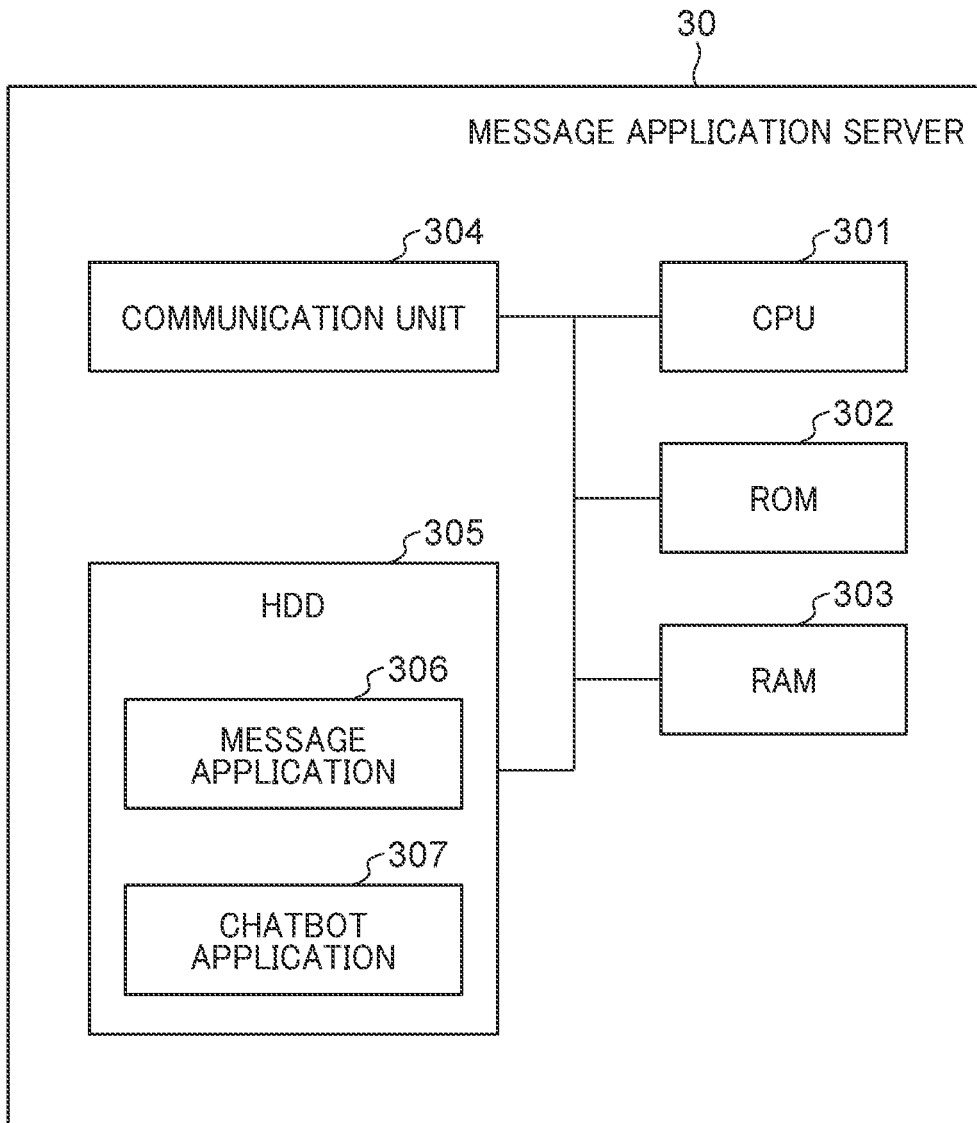 30
MESSAGE APPLICATION SERVER
304
COMMUNICATION UNIT
301
CPU
302
ROM
305
HDD
303
RAM
306
MESSAGE
APPLICATION
307
CHATBOT
APPLICATION